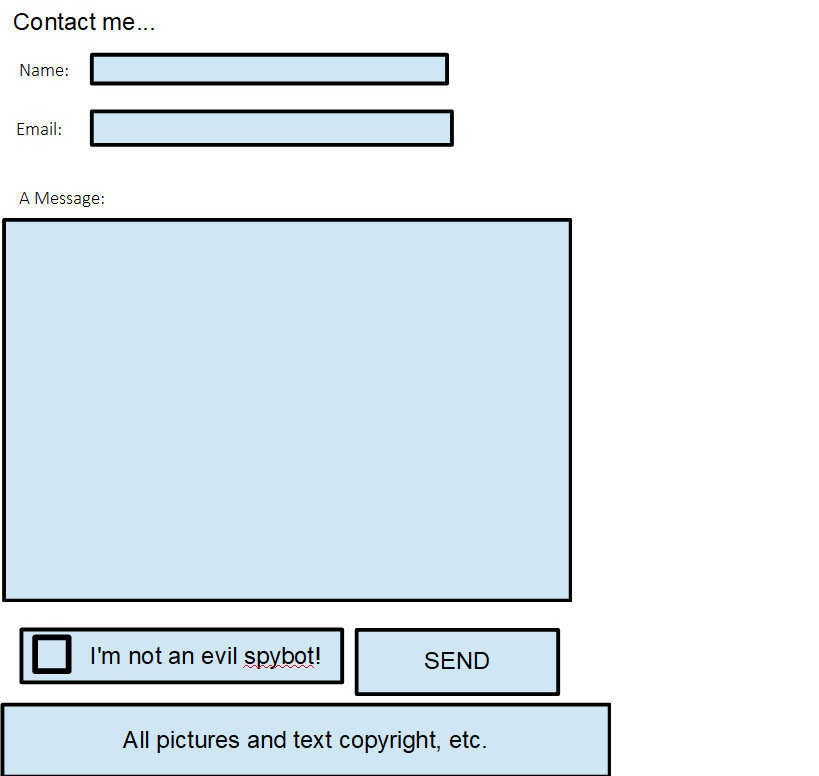 Contact me...
Name:
Email:
A Message:
I'm not an evil spybot!
SEND
All pictures and text copyright, etc.